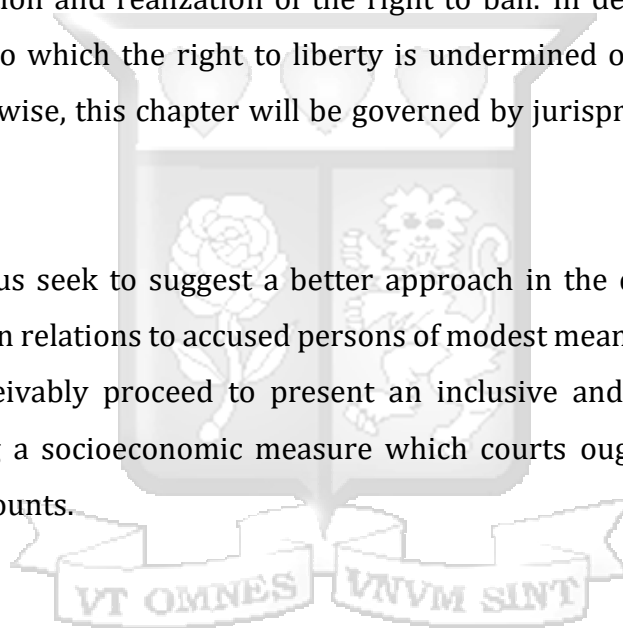 ion and realization of the right to bail. In de
o which the right to liberty is undermined o
wise, this chapter will be governed by jurispr
us seek to suggest a better approach in the
n relations to accused persons of modest mean
eivably proceed to present an inclusive and
a socioeconomic measure which courts oug
ounts.
VT OMNES VNVM SINT